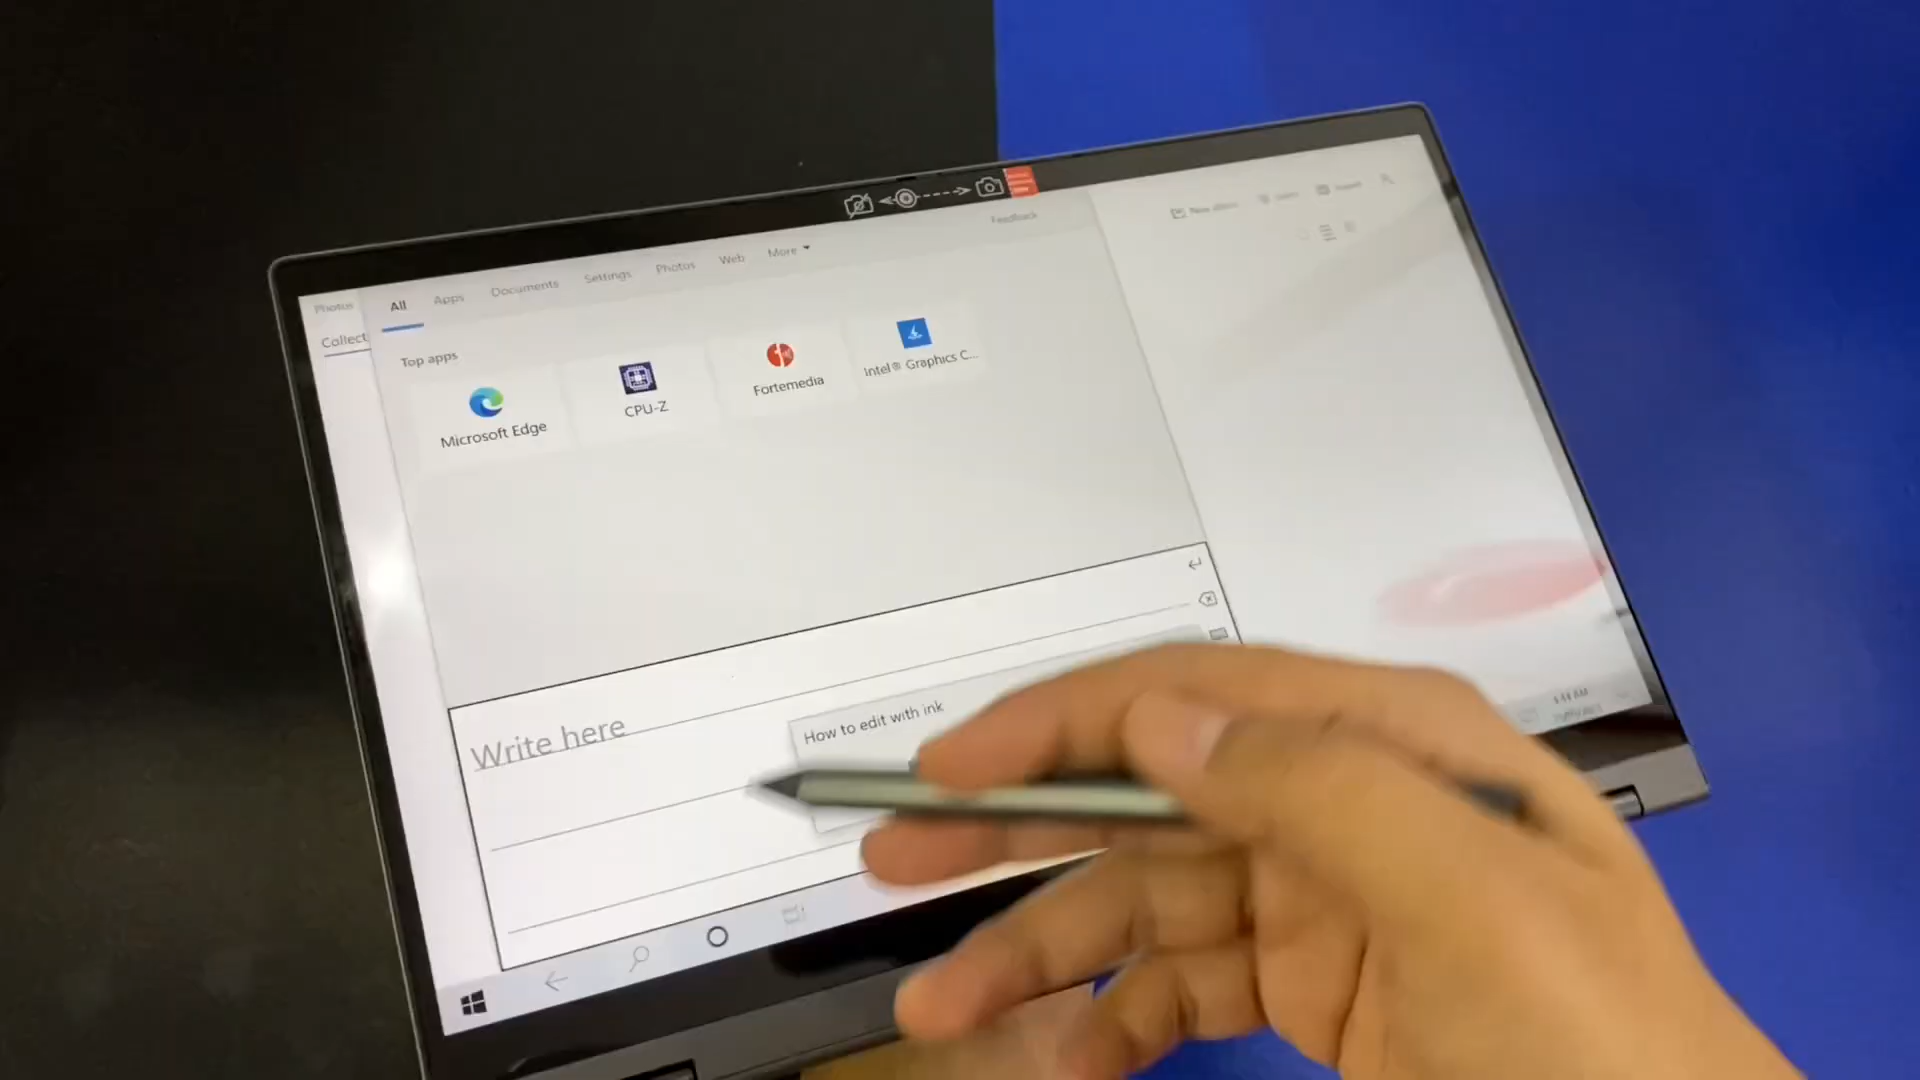 Feedback
Photos
All Apps Documents Settings Photos Web More
Collect
Top apps
Microsoft Edge
CPU-Z
Fortemedia
Intel® Graphics C...
Write here
How to edit with ink